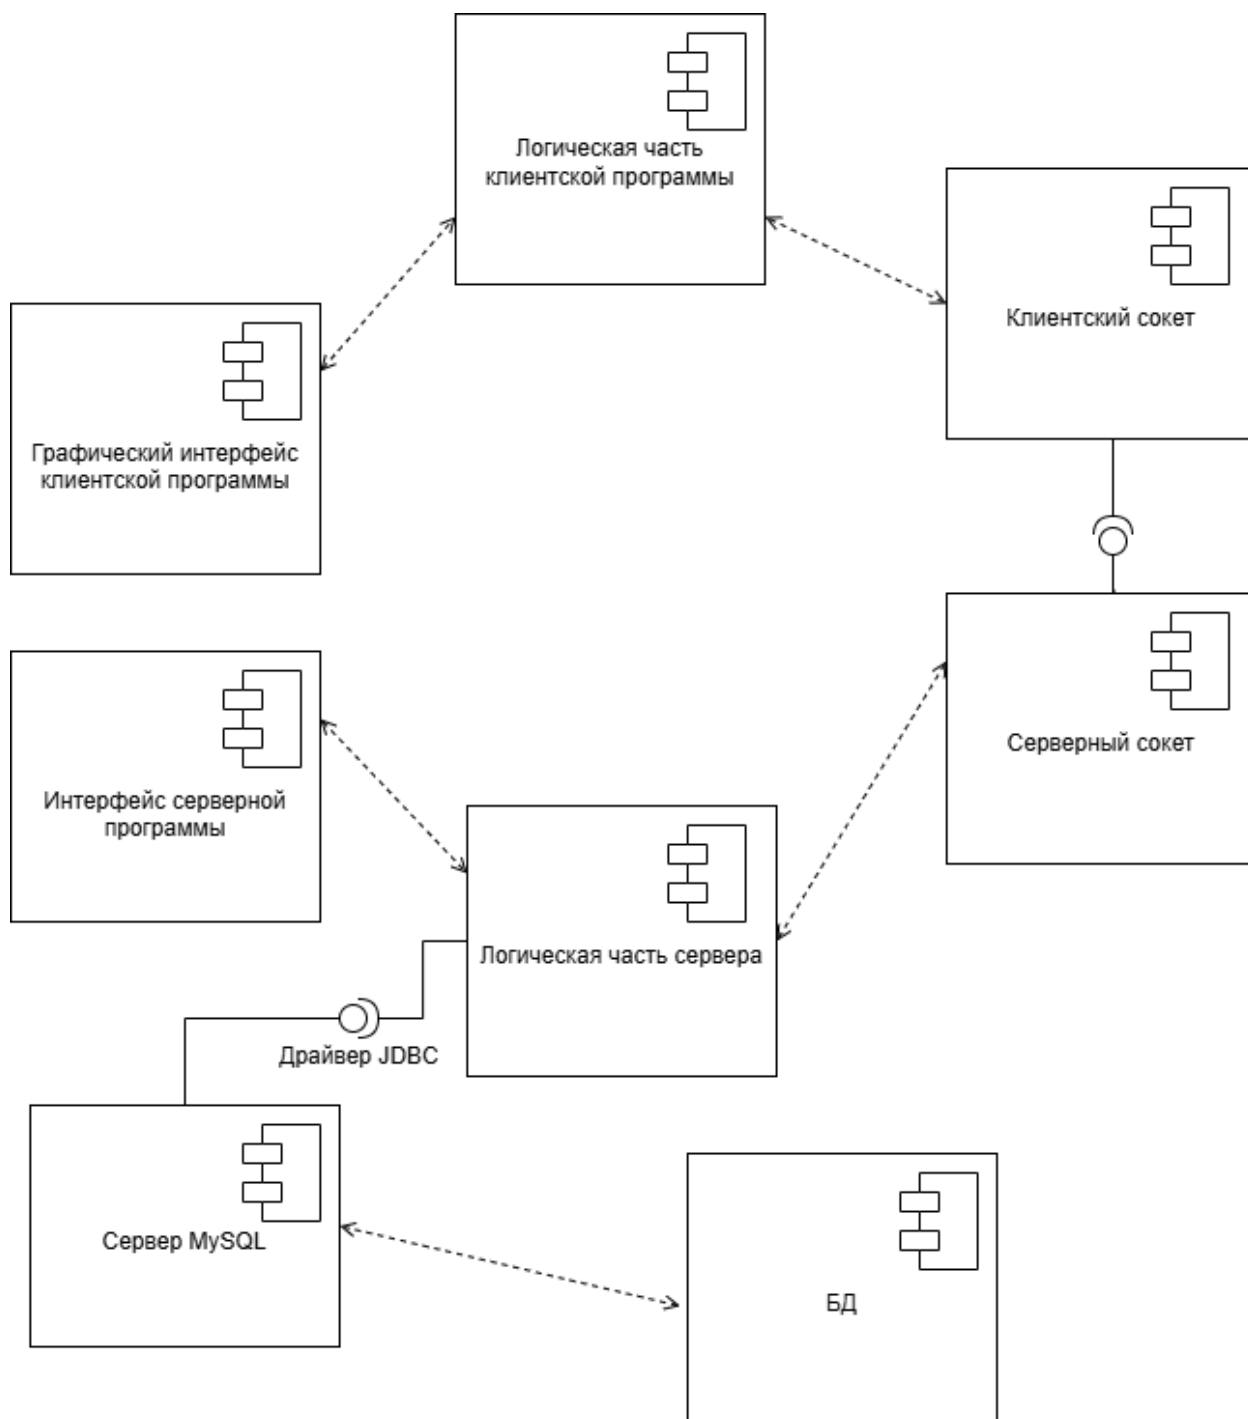 Логическая часть
клиентской программы
Клиентский сокет
Графический интерфейс
клиентской программы
Серверный сокет
Интерфейс серверной
программы
Логическая часть сервера
Драйвер JDBC
Сервер MySQL
БД